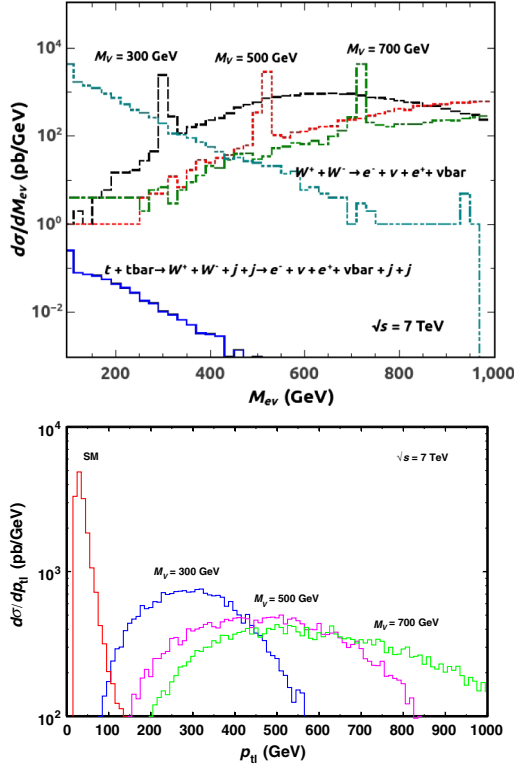 M_V = 300 GeV
M_V = 500 GeV
M_V = 700 GeV
10⁴
10²
10⁰
10⁻²
dσ/dM_eν (pb/GeV)
W⁺ + W⁻ → e⁻ + ν + e⁺ + νbar
t + tbar → W⁺ + W⁻ + j + j → e⁻ + ν + e⁺ + νbar + j + j
√s = 7 TeV
200 400 600 800 1,000
M_eν (GeV)
10⁴
10³
10²
dσ/dp_tl (pb/GeV)
SM
√s = 7 TeV
M_V = 300 GeV
M_V = 500 GeV
M_V = 700 GeV
0 100 200 300 400 500 600 700 800 900 1000
p_tl (GeV)